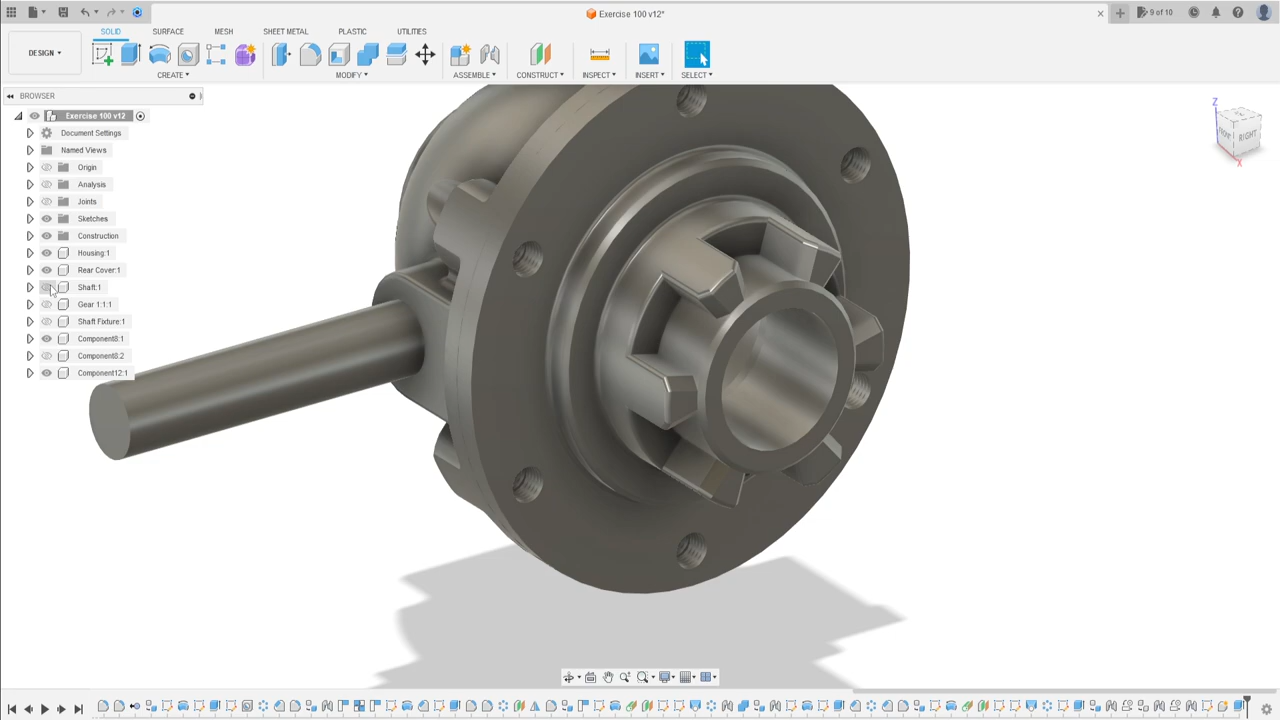 Exercise 100 v12*
9 of 10
DESIGN
SOLID
SURFACE
MESH
SHEET METAL
PLASTIC
UTILITIES
CREATE
MODIFY
ASSEMBLE
CONSTRUCT
INSPECT
INSERT
SELECT
BROWSER
Exercise 100 v12
Document Settings
Named Views
Origin
Analysis
Joints
Sketches
Construction
Housing:1
Rear Cover:1
Shaft:1
Gear 1:1:1
Shaft Fixture:1
Component8:1
Component8:2
Component12:1
Z
RIGHT
X